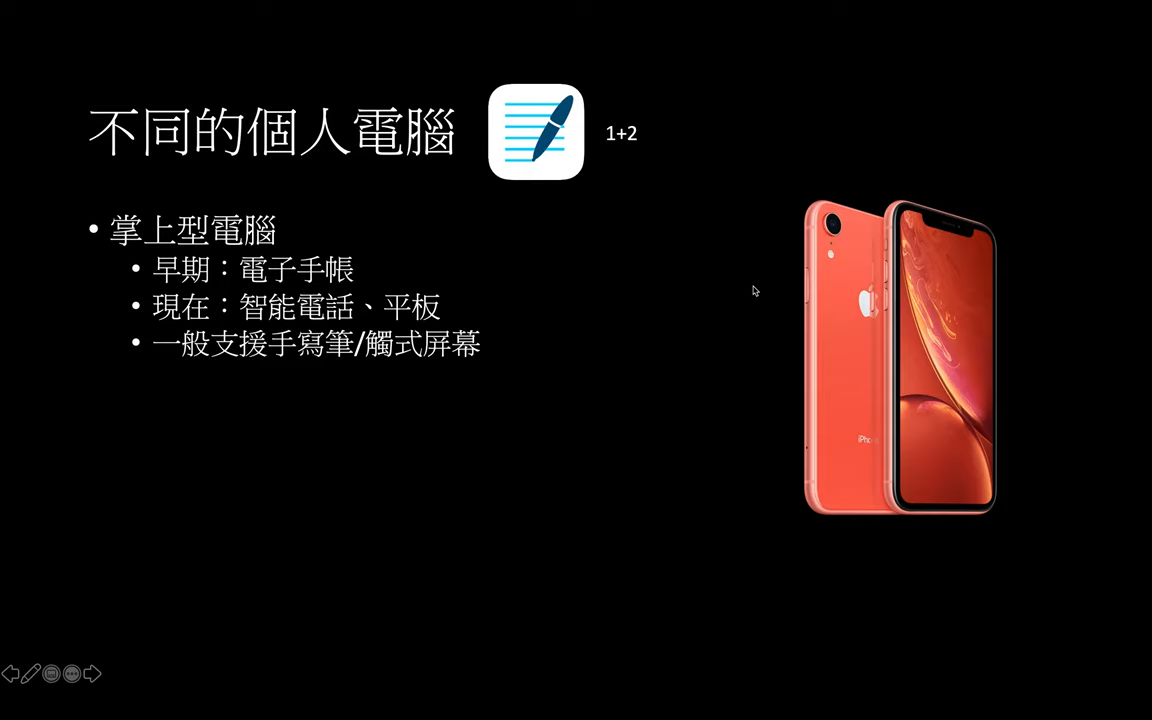 不同的個人電腦
1+2
• 掌上型電腦
• 早期：電子手帳
• 現在：智能電話、平板
• 一般支援手寫筆/觸式屏幕